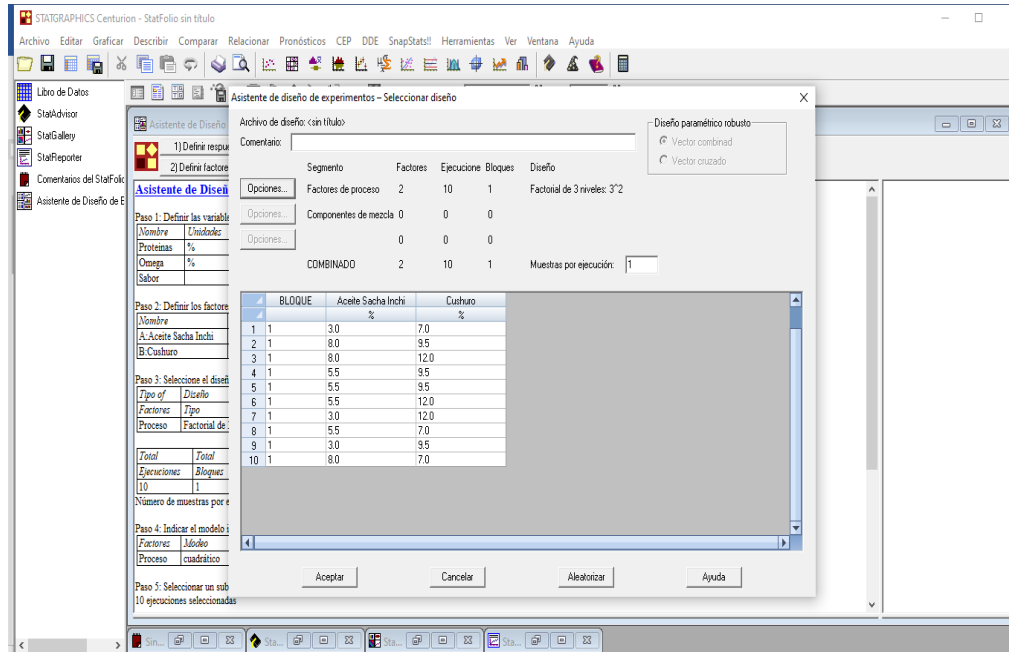 STATGRAPHICS Centurion - StatFolio sin título
Archivo Editar Graficar Describir Comparar Relacionar Pronósticos CEP DDE SnapStats!! Herramientas Ver Ventana Ayuda
Libro de Datos
StatAdvisor
StatGallery
StatReporter
Comentarios del StatFolio
Asistente de Diseño de E
Asistente de Diseño
1) Definir respue
2) Definir factore
Asistente de Diseñ
Paso 1: Definir las variable
Nombre Unidades
Proteinas %
Omega %
Sabor
Paso 2: Definir los factore
Nombre
A:Aceite Sacha Inchi
B:Cushuro
Paso 3: Seleccione el diseñ
Tipo of Diseño
Factores Tipo
Proceso Factorial de
Total Total
Ejecuciones Bloques
10 1
Número de muestras por e
Paso 4: Indicar el modelo i
Factores Modeo
Proceso cuadrático
Paso 5: Seleccionar un sub
10 ejecuciones seleccionadas
Asistente de diseño de experimentos – Seleccionar diseño
Archivo de diseño: <sin título>
Comentario:
Diseño paramétrico robusto
Vector combinad
Vector cruzado
Segmento Factores Ejecucione Bloques Diseño
Opciones... Factores de proceso 2 10 1 Factorial de 3 niveles: 3^2
Opciones... Componentes de mezcla 0 0 0
Opciones... 0 0 0
COMBINADO 2 10 1 Muestras por ejecución: 1
BLOQUE Aceite Sacha Inchi Cushuro
% %
1 1 3.0 7.0
2 1 8.0 9.5
3 1 8.0 12.0
4 1 5.5 9.5
5 1 5.5 9.5
6 1 5.5 12.0
7 1 3.0 12.0
8 1 5.5 7.0
9 1 3.0 9.5
10 1 8.0 7.0
Aceptar Cancelar Aleatorizar Ayuda
Sin... Sta... Sta... Sta...